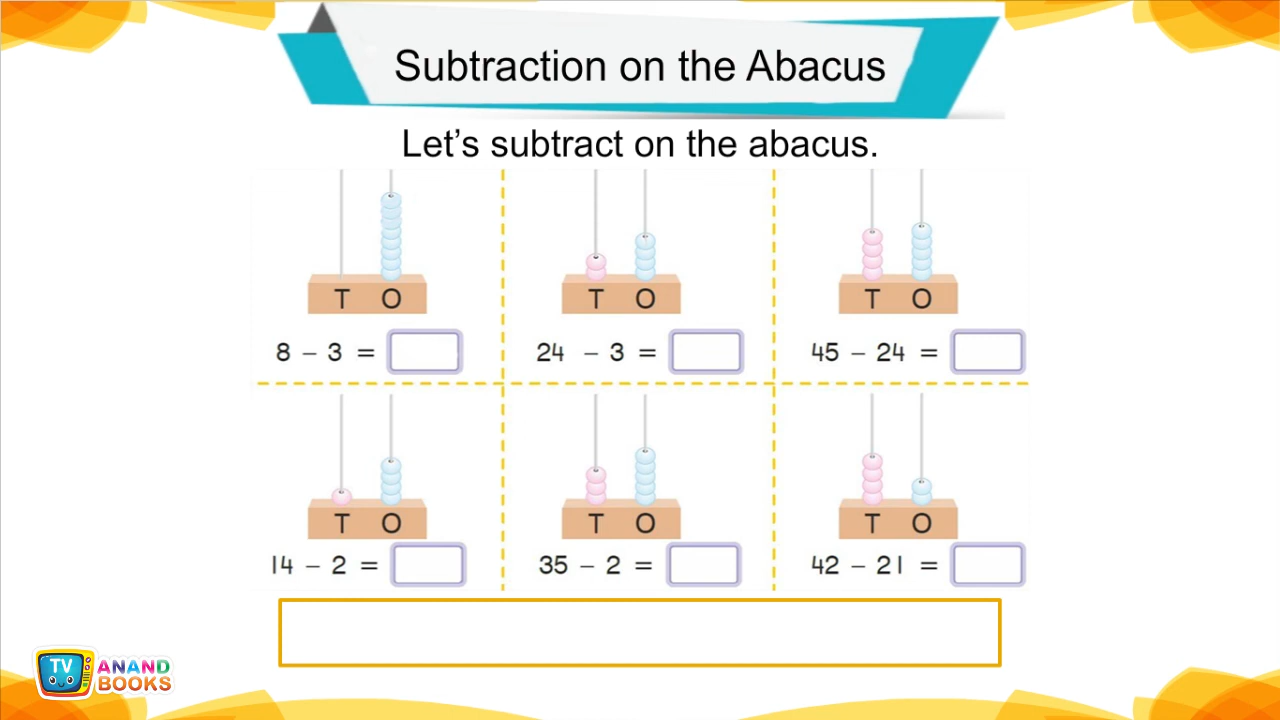 Subtraction on the Abacus
Let's subtract on the abacus.
T O
T O
T O
8 – 3 =
24 – 3 =
45 – 24 =
T O
T O
T O
14 – 2 =
35 – 2 =
42 – 21 =
TV
ANAND
BOOKS